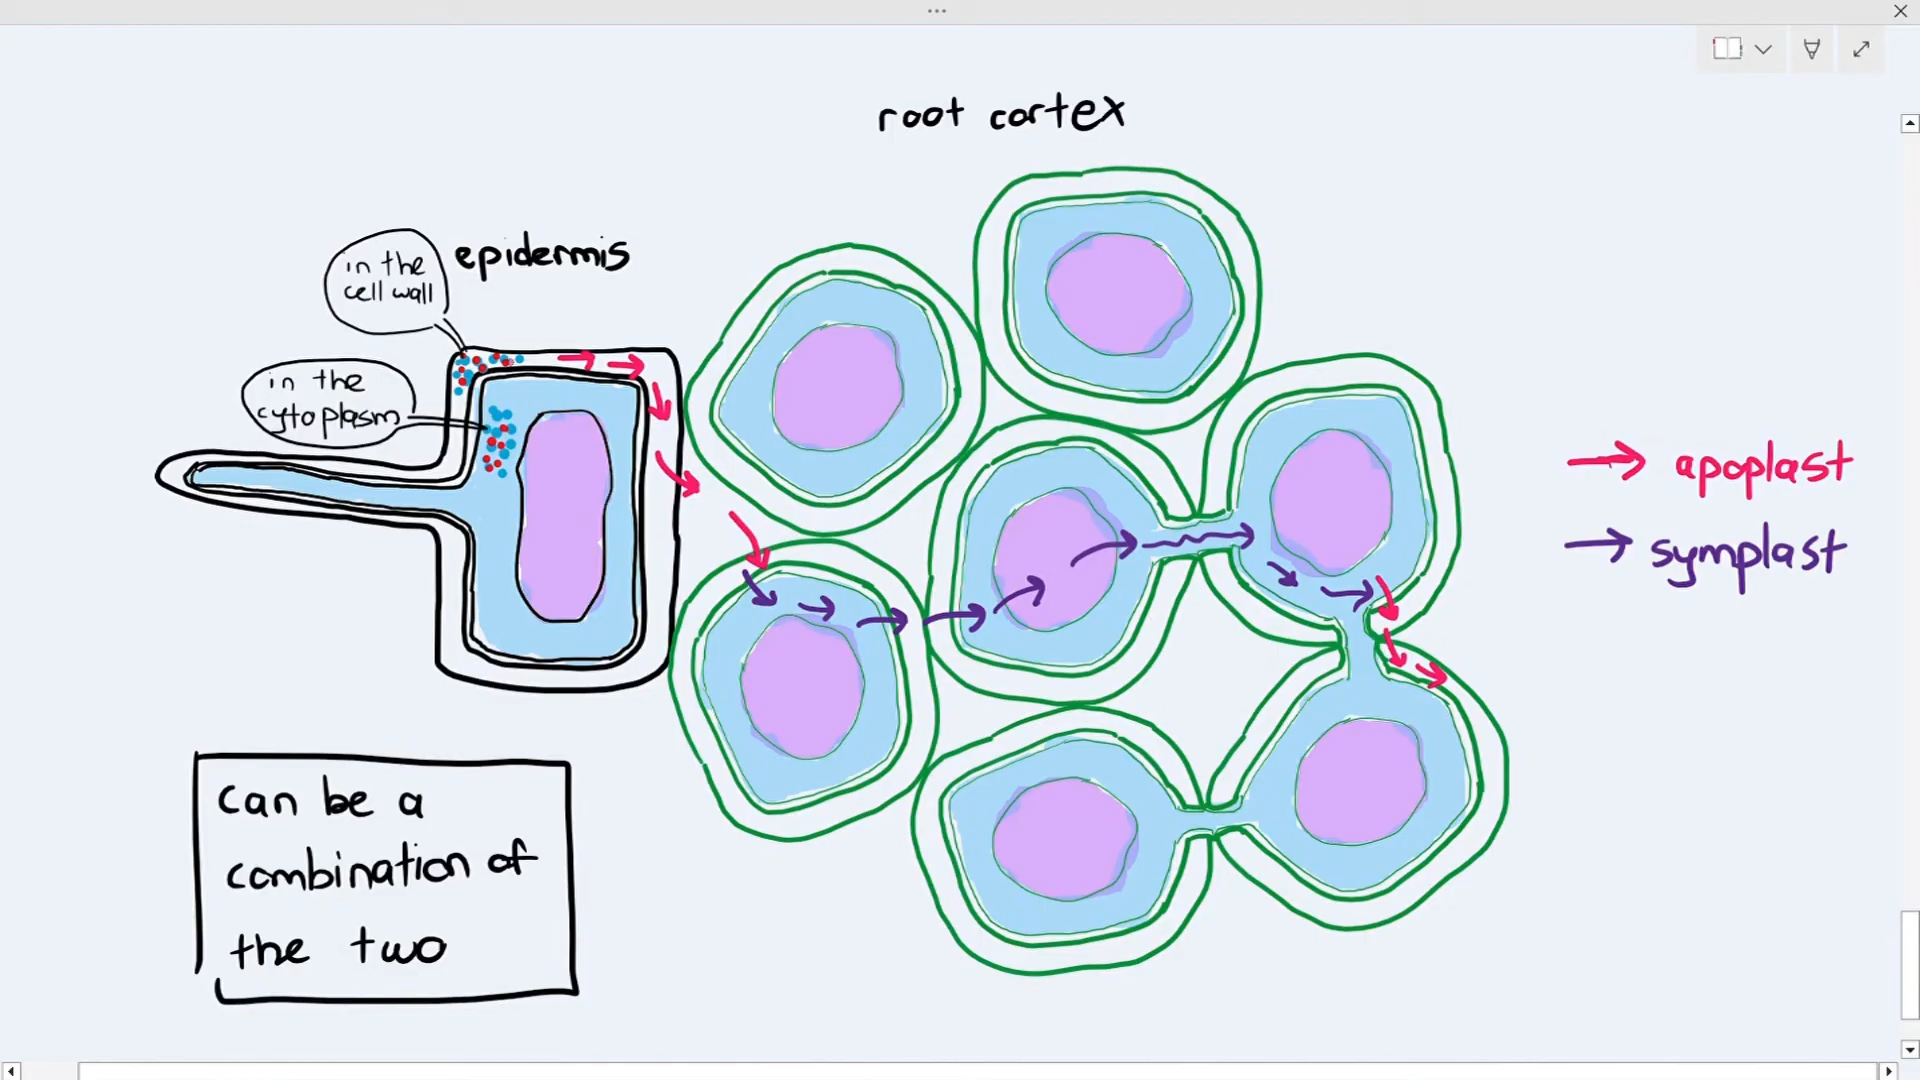 root cortex
in the
cell wall
epidermis
in the
cytoplasm
apoplast
symplast
can be a
combination of
the two